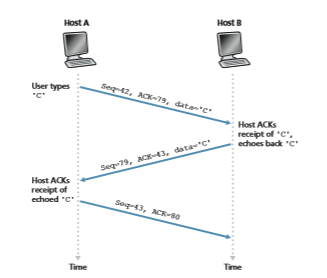 Host A
Host B
User types
'C'
Seq=42, ACK=79, data='C'
Host ACKs
receipt of 'C',
echoes back 'C'
Seq=79, ACK=43, data='C'
Host ACKs
receipt of
echoed 'C'
Seq=43, ACK=80
Time
Time